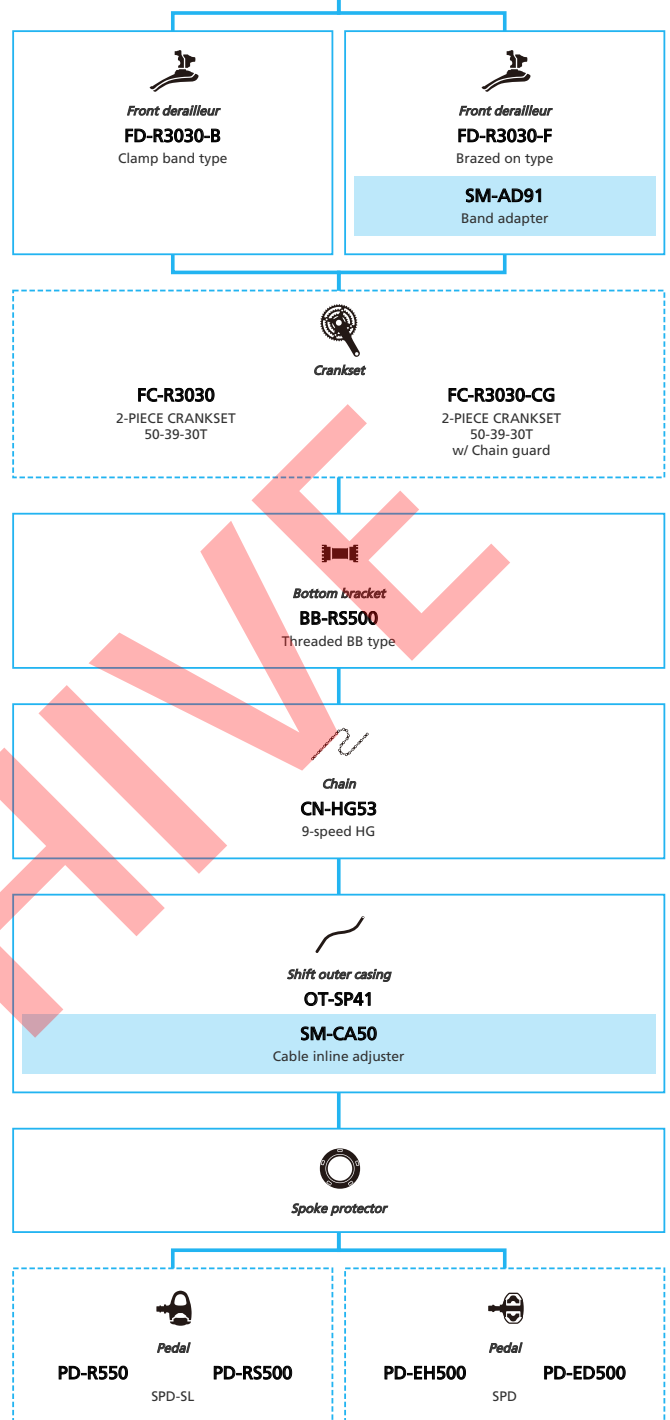 Front derailleur
FD-R3030-B
Clamp band type
Front derailleur
FD-R3030-F
Brazed on type
SM-AD91
Band adapter
Crankset
FC-R3030
2-PIECE CRANKSET
50-39-30T
FC-R3030-CG
2-PIECE CRANKSET
50-39-30T
w/ Chain guard
Bottom bracket
BB-RS500
Threaded BB type
Chain
CN-HG53
9-speed HG
Shift outer casing
OT-SP41
SM-CA50
Cable inline adjuster
Spoke protector
Pedal
PD-R550 PD-RS500
SPD-SL
Pedal
PD-EH500 PD-ED500
SPD
HIVE